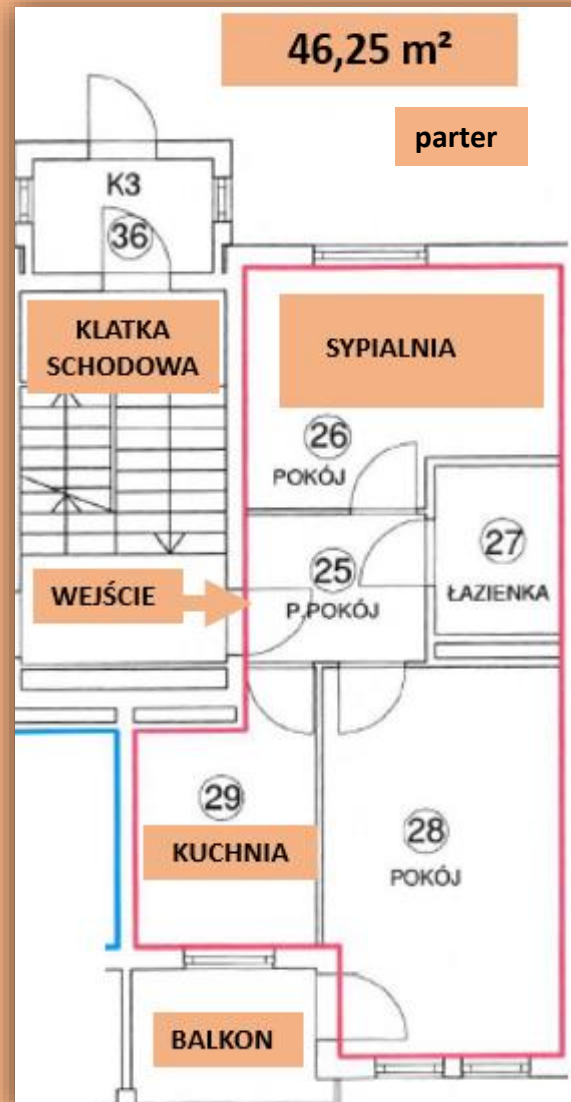 46,25 m²
parter
K3
36
KLATKA
SCHODOWA
SYPIALNIA
26
POKÓJ
27
ŁAZIENKA
25
P.POKÓJ
WEJŚCIE
29
KUCHNIA
28
POKÓJ
BALKON